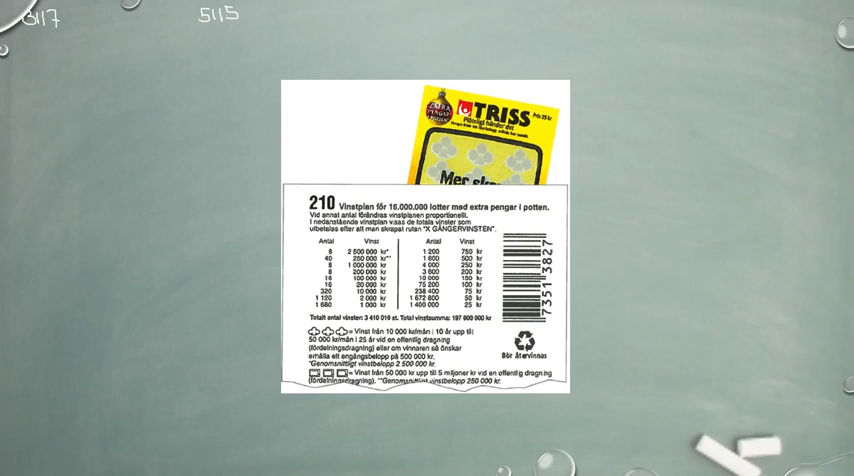 3117 5115
EXTRA
PENGAR
I POTTEN
TRISS
Pris 25 kr
Plötsligt händer det
Mer
210 Vinstplan för 16.000.000 lotter med extra pengar i potten.
Vid annat antal förändras vinstplanen proportionellt.
I nedanstående vinstplan visas de totala vinster som
utbetalas efter att man skrapat rutan "X GÅNGERVINSTEN".
Antal Vinst Antal Vinst
8 2 500 000 kr* 1 200 750 kr
40 250 000 kr** 1 600 500 kr
8 1 000 000 kr 4 000 250 kr
8 200 000 kr 3 600 200 kr
16 100 000 kr 10 000 150 kr
16 20 000 kr 75 200 100 kr
320 10 000 kr 238 400 75 kr
1 120 2 000 kr 1 672 800 50 kr
1 680 1 000 kr 1 400 000 25 kr
Totalt antal vinster: 3 410 016 st. Total vinstsumma: 197 600 000 kr
7351 3827
Bör återvinnas
= Vinst från 10 000 kr/mån i 10 år upp till
50 000 kr/mån i 25 år vid en offentlig dragning
(fördelningsdragning) eller om vinnaren så önskar
erhålla ett engångsbelopp på 500 000 kr.
*Genomsnittligt vinstbelopp 2 500 000 kr.
= Vinst från 50 000 kr upp till 5 miljoner kr vid en offentlig dragning
(fördelningsdragning). **Genomsnittligt vinstbelopp 250 000 kr.